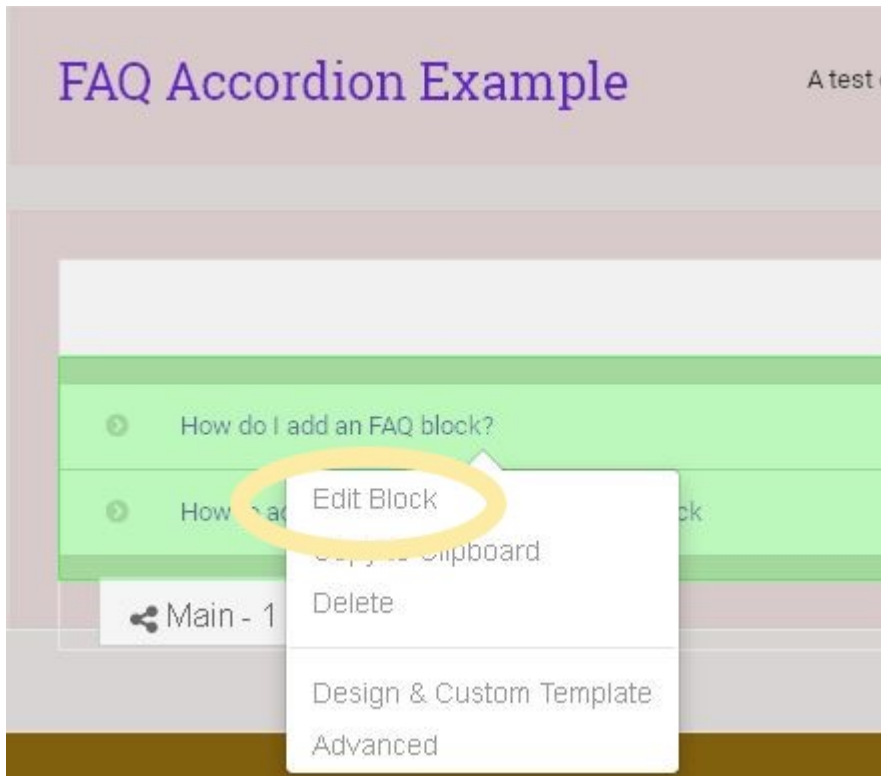 FAQ Accordion Example
A test
How do I add an FAQ block?
Edit Block
How ck
Copy to Clipboard
Delete
Main - 1
Design & Custom Template
Advanced